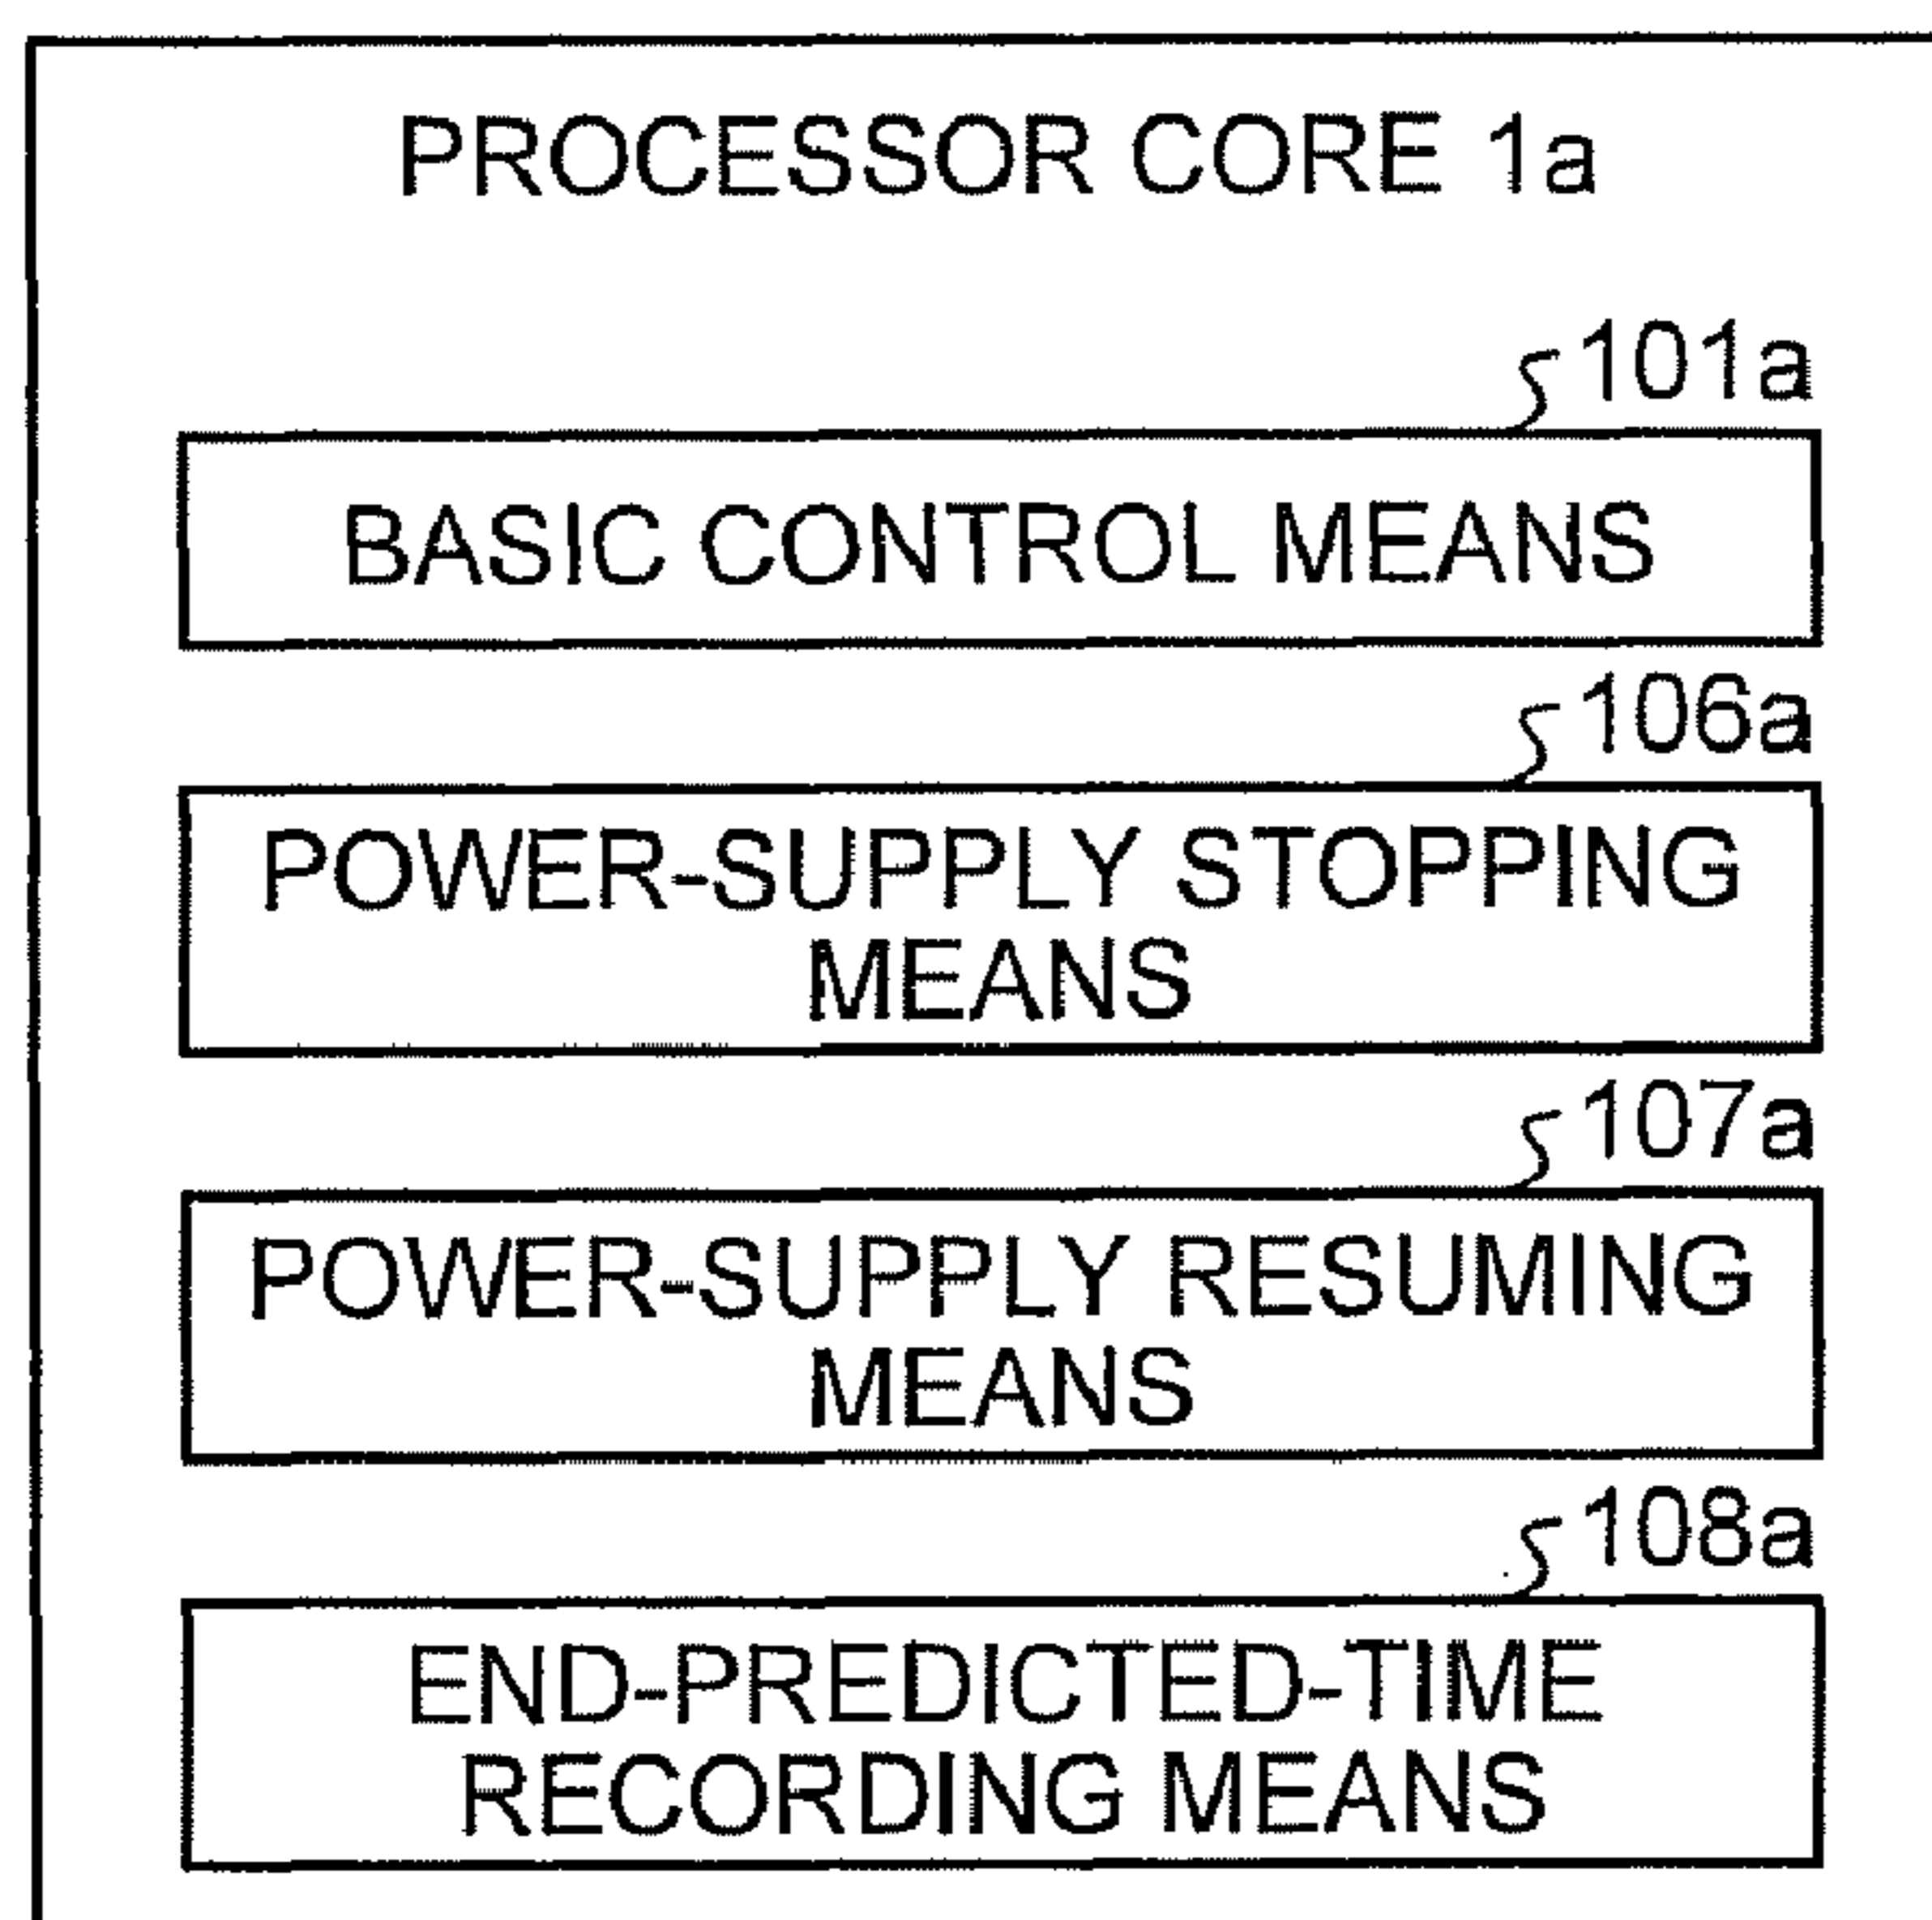 PROCESSOR CORE 1a
101a
BASIC CONTROL MEANS
106a
POWER-SUPPLY STOPPING
MEANS
107a
POWER-SUPPLY RESUMING
MEANS
108a
END-PREDICTED-TIME
RECORDING MEANS